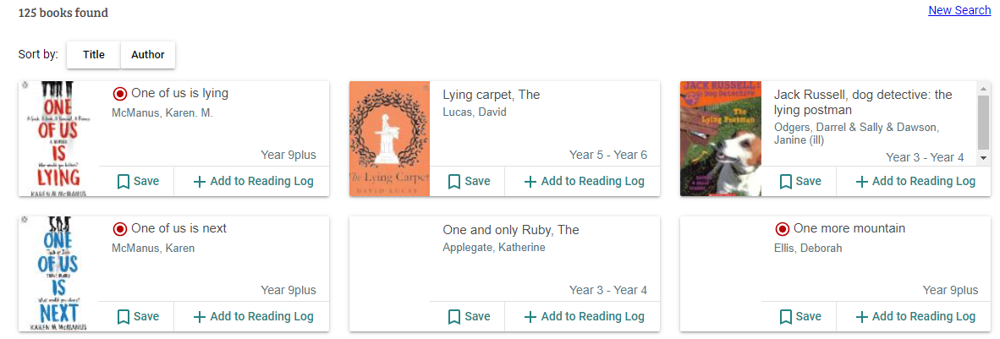 125 books found
New Search
Sort by:
Title
Author
ONE
OF US
IS
LYING
KAREN M McMANUS
One of us is lying
McManus, Karen. M.
Year 9plus
Save
Add to Reading Log
The Lying Carpet
DAVID LUCAS
Lying carpet, The
Lucas, David
Year 5 - Year 6
Save
Add to Reading Log
JACK RUSSELL:
Dog Detective
The
Lying Postman
Jack Russell, dog detective: the
lying postman
Odgers, Darrel & Sally & Dawson,
Janine (ill)
Year 3 - Year 4
Save
Add to Reading Log
ONE
OF US
IS
NEXT
KAREN M McMANUS
One of us is next
McManus, Karen
Year 9plus
Save
Add to Reading Log
One and only Ruby, The
Applegate, Katherine
Year 3 - Year 4
Save
Add to Reading Log
One more mountain
Ellis, Deborah
Year 9plus
Save
Add to Reading Log